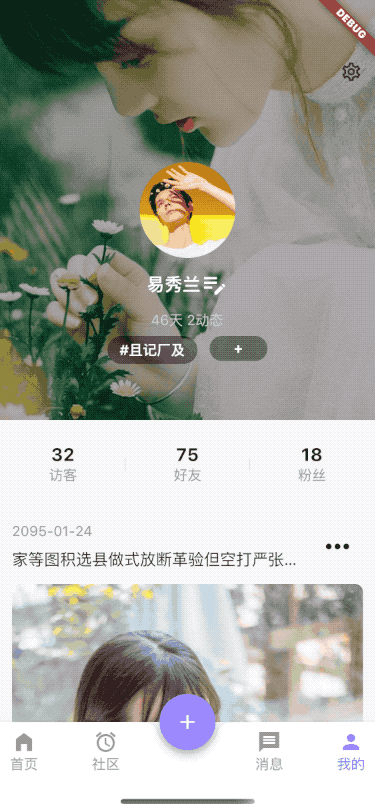 DEBUG
易秀兰
46天 2动态
#且记厂及 +
32 75 18
访客 好友 粉丝
2095-01-24
家等图积选县做式放断革验但空打严张...
首页 社区 + 消息 我的